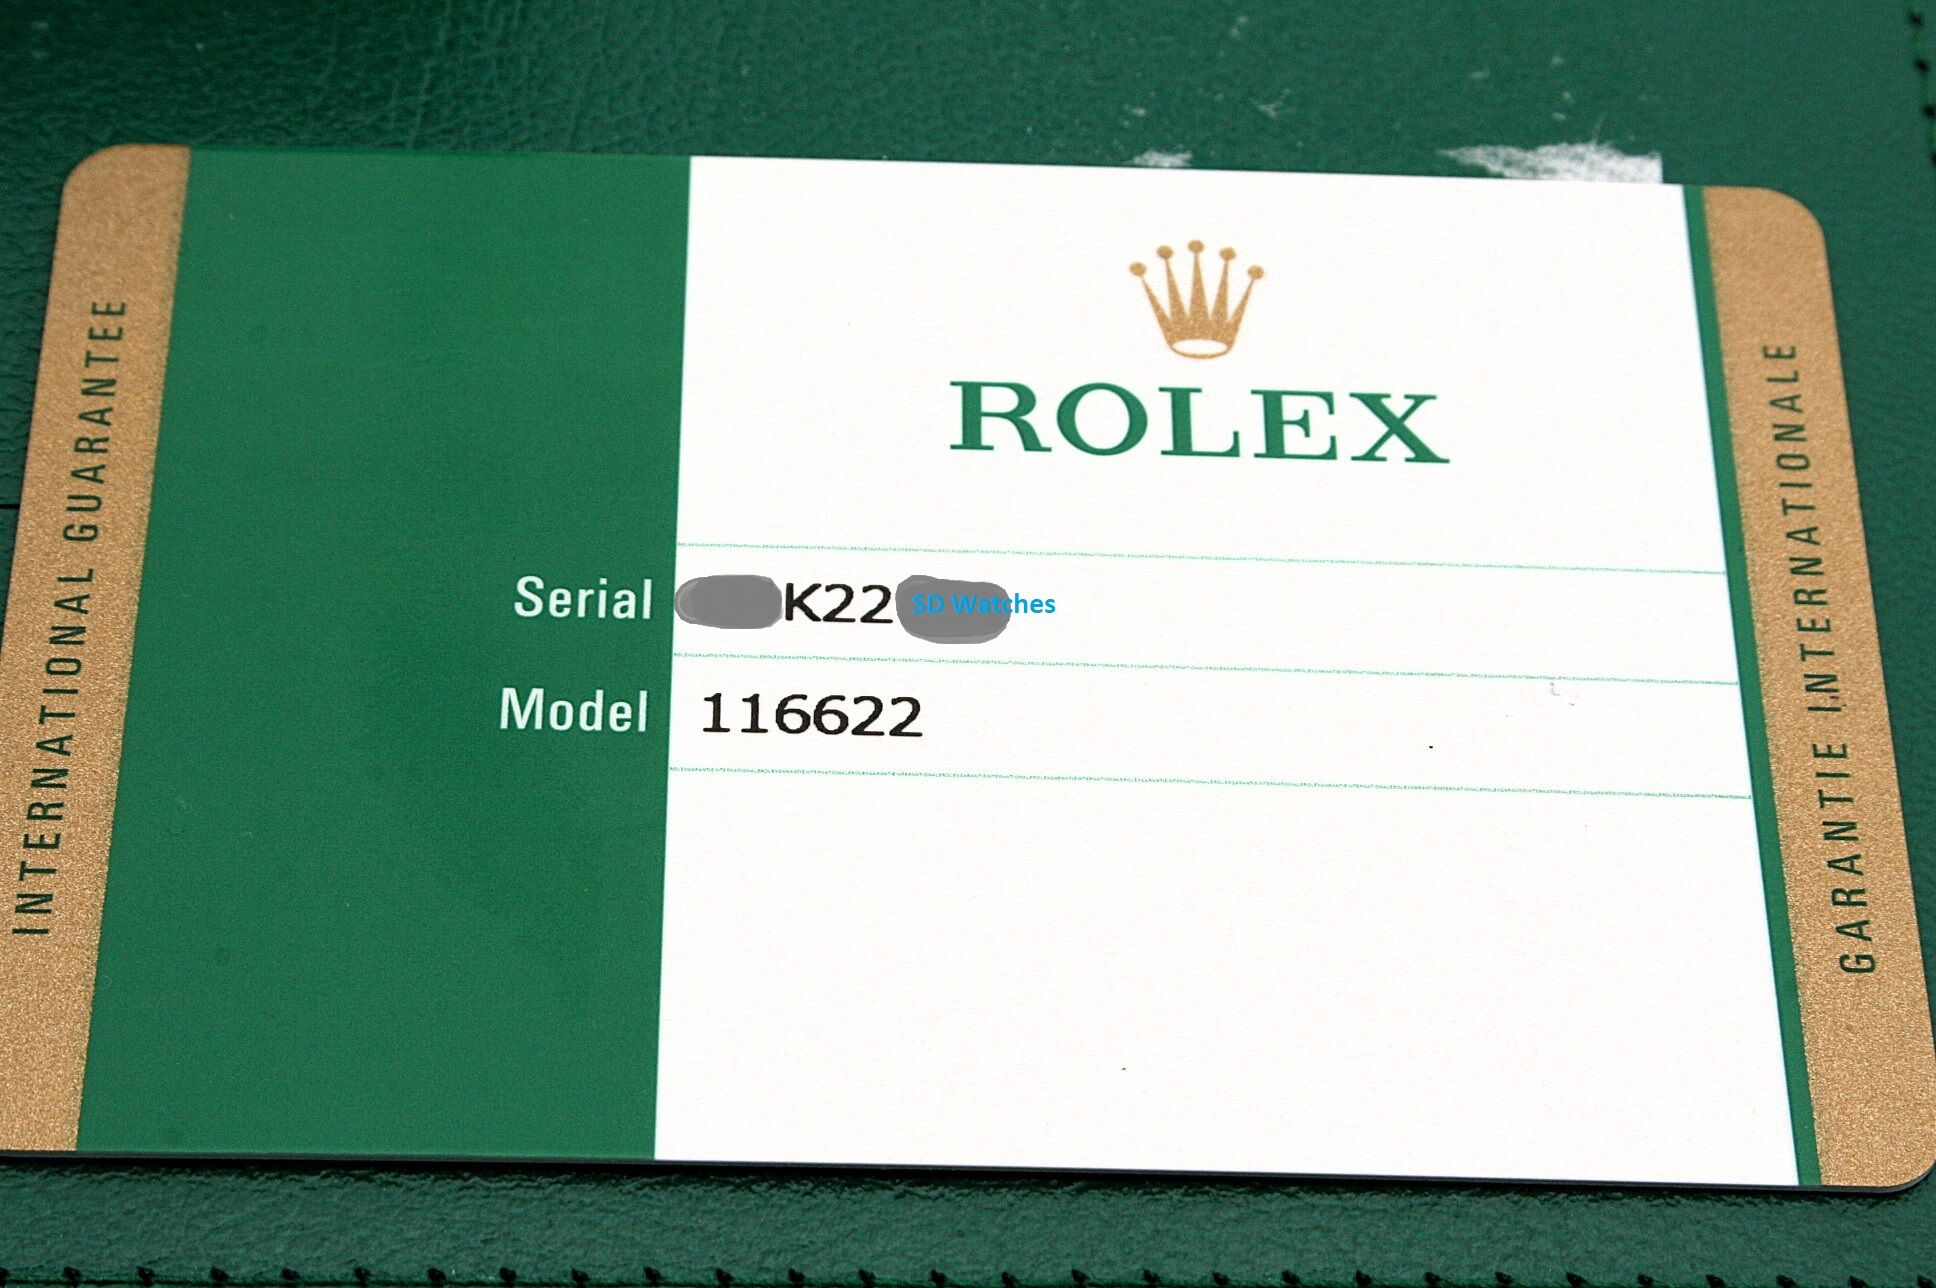 INTERNATIONAL GUARANTEE
ROLEX
Serial K22 SD Watches
Model 116622
GARANTIE INTERNATIONALE